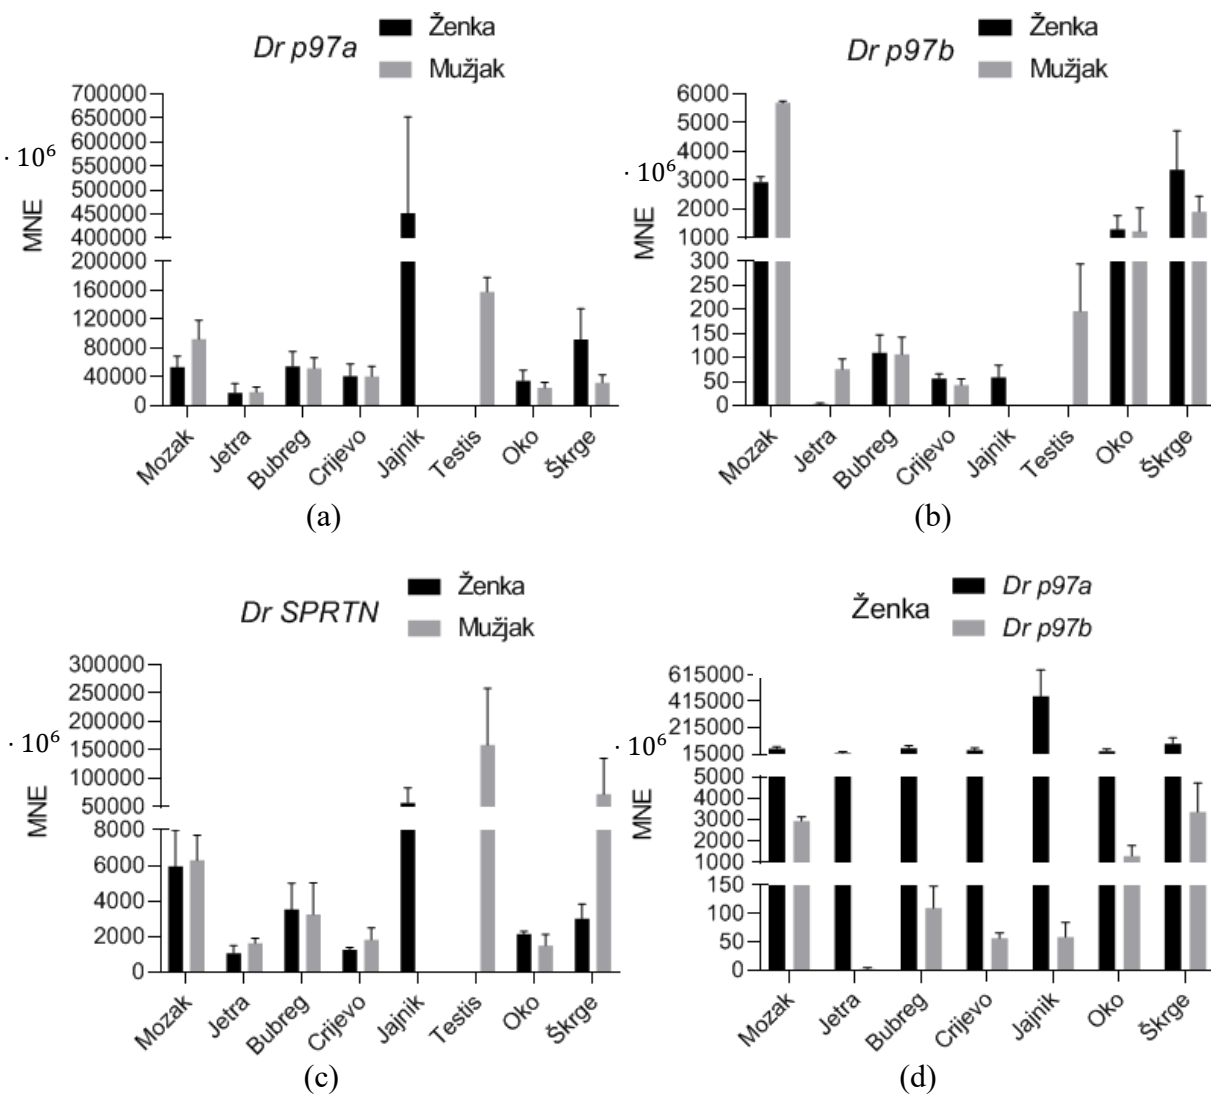 Dr p97a
Ženka
Mužjak
· 10⁶
MNE
700000
650000
600000
550000
500000
450000
400000
200000
160000
120000
80000
40000
0
Mozak
Jetra
Bubreg
Crijevo
Jajnik
Testis
Oko
Škrge
(a)
Dr p97b
Ženka
Mužjak
· 10⁶
MNE
6000
5000
4000
3000
2000
1000
300
250
200
150
100
50
0
Mozak
Jetra
Bubreg
Crijevo
Jajnik
Testis
Oko
Škrge
(b)
Dr SPRTN
Ženka
Mužjak
· 10⁶
MNE
300000
250000
200000
150000
100000
50000
8000
6000
4000
2000
0
Mozak
Jetra
Bubreg
Crijevo
Jajnik
Testis
Oko
Škrge
(c)
Ženka
Dr p97a
Dr p97b
· 10⁶
MNE
615000
415000
215000
15000
5000
4000
3000
2000
1000
150
100
50
0
Mozak
Jetra
Bubreg
Crijevo
Jajnik
Oko
Škrge
(d)